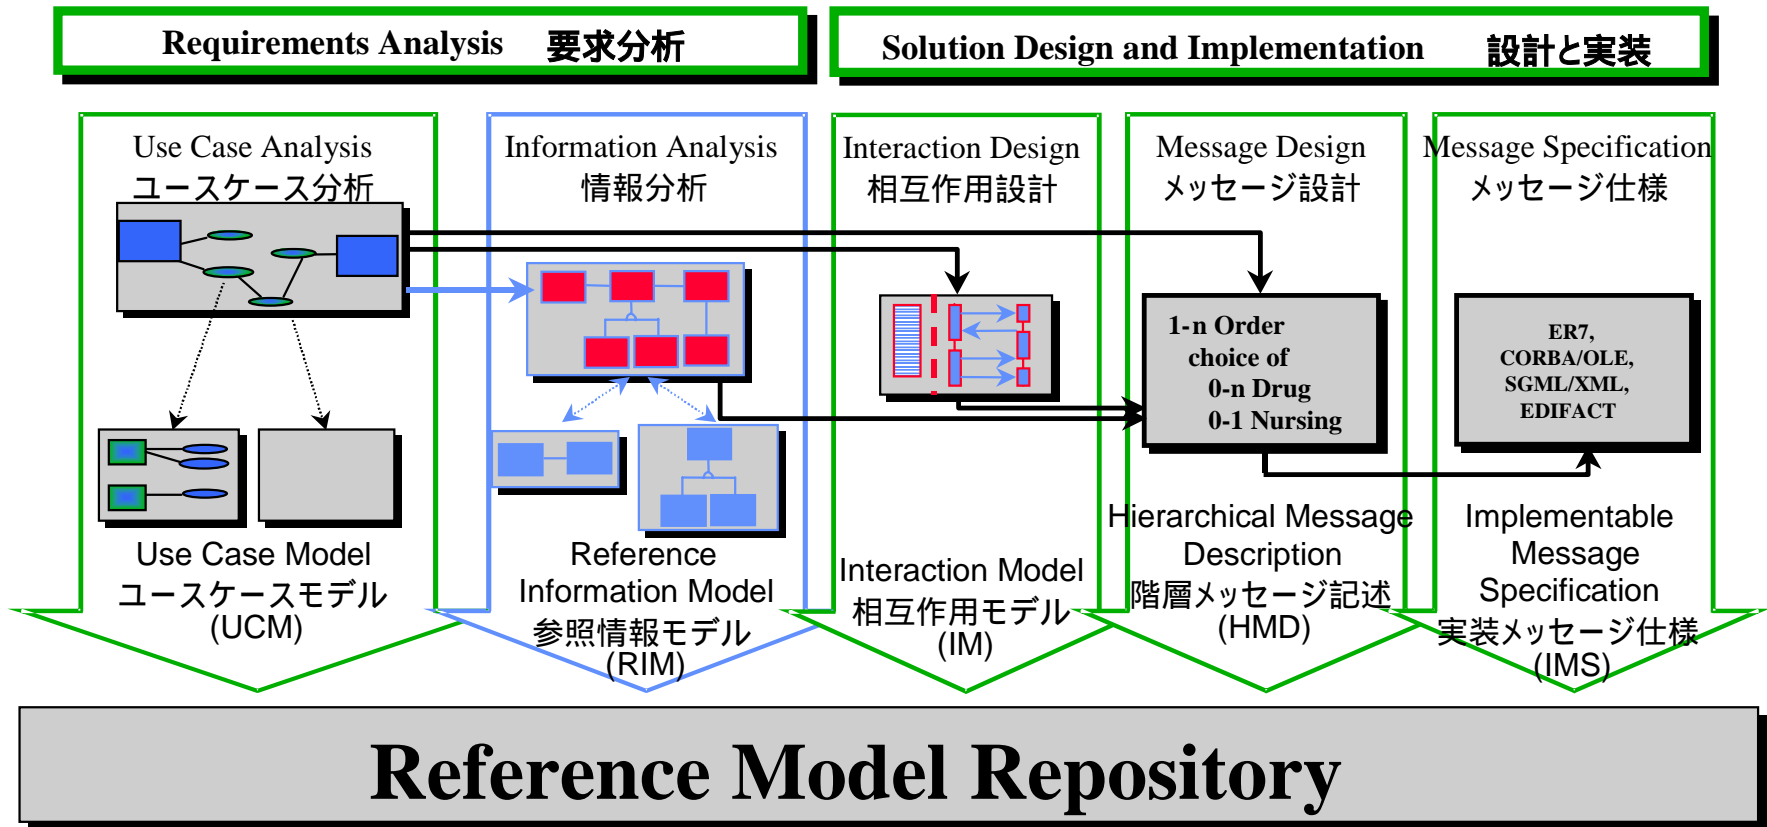 Requirements Analysis 要求分析
Solution Design and Implementation 設計と実装
Use Case Analysis
ユースケース分析
Information Analysis
情報分析
Interaction Design
相互作用設計
Message Design
メッセージ設計
Message Specification
メッセージ仕様
1-n Order
choice of
0-n Drug
0-1 Nursing
ER7,
CORBA/OLE,
SGML/XML,
EDIFACT
Use Case Model
ユースケースモデル
(UCM)
Reference
Information Model
参照情報モデル
(RIM)
Interaction Model
相互作用モデル
(IM)
Hierarchical Message
Description
階層メッセージ記述
(HMD)
Implementable
Message
Specification
実装メッセージ仕様
(IMS)
Reference Model Repository